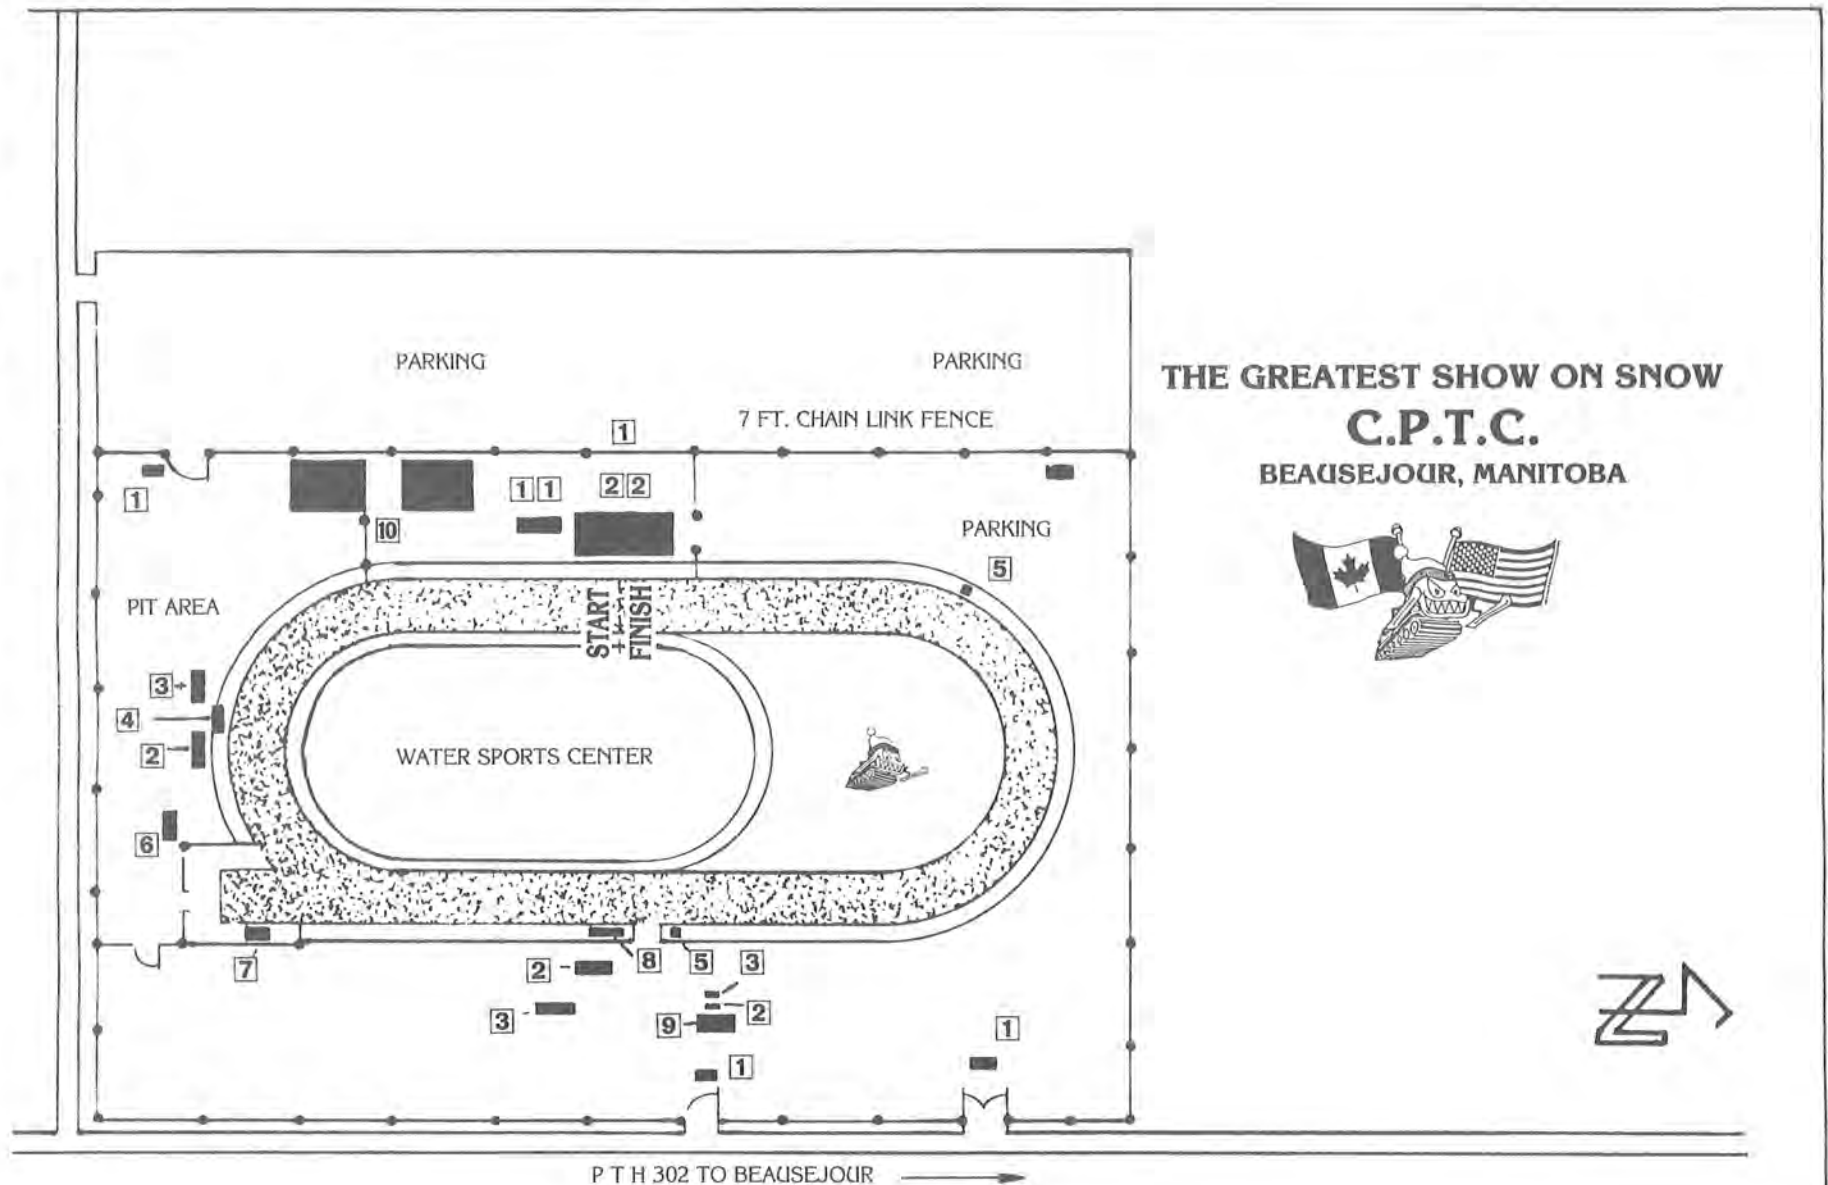 PARKING
PARKING
THE GREATEST SHOW ON SNOW
C.P.T.C.
BEAUSEJOUR, MANITOBA
7 FT. CHAIN LINK FENCE
1
1
1 1
2 2
10
PARKING
5
PIT AREA
START
FINISH
3
4
2
WATER SPORTS CENTER
6
7
2
8
5
3
3
9
2
1
1
P T H 302 TO BEAUSEJOUR